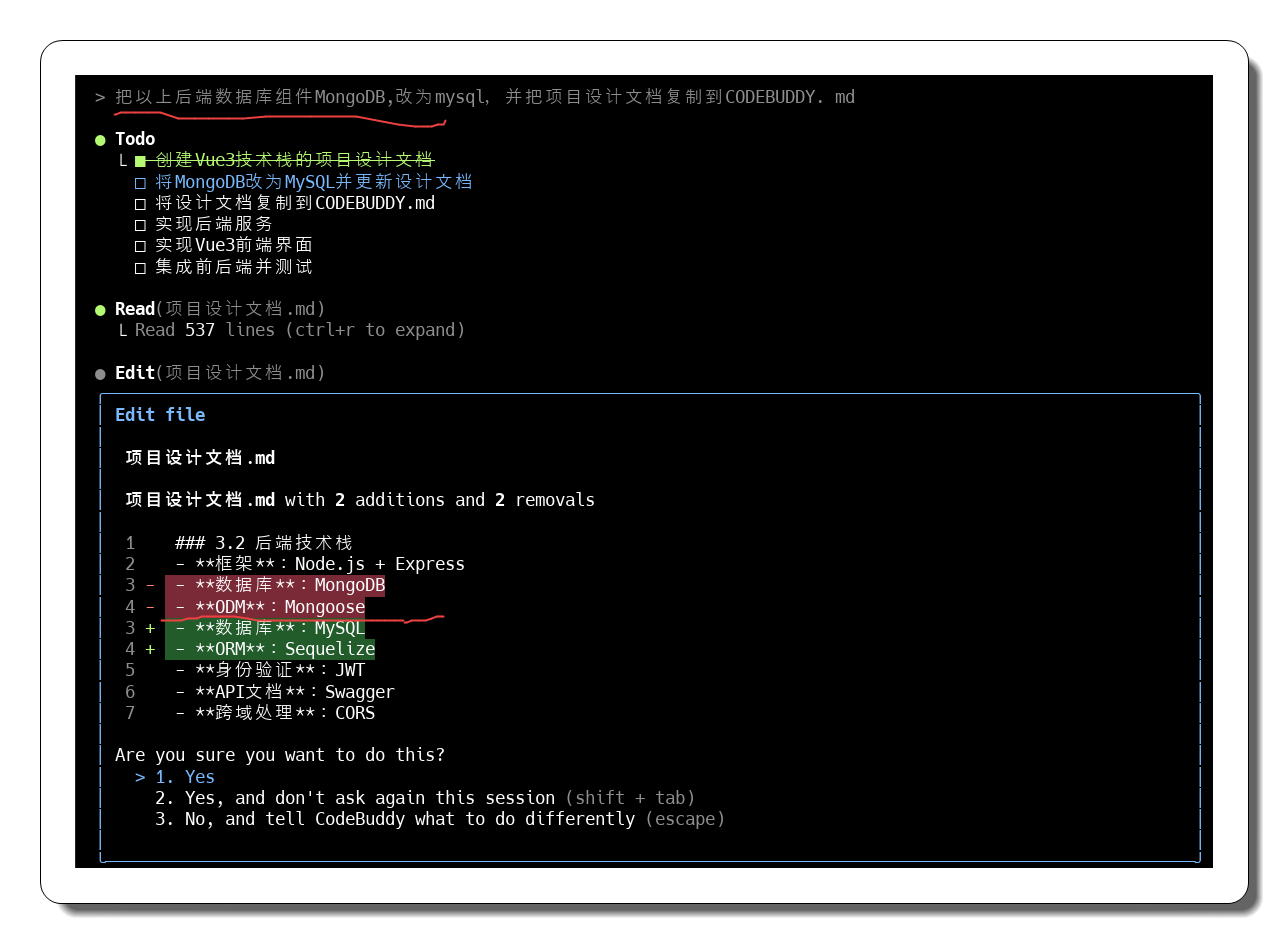 > 把以上后端数据库组件MongoDB,改为mysql, 并把项目设计文档复制到CODEBUDDY. md
● Todo
└ ■ 创建Vue3技术栈的项目设计文档
□ 将MongoDB改为MySQL并更新设计文档
□ 将设计文档复制到CODEBUDDY.md
□ 实现后端服务
□ 实现Vue3前端界面
□ 集成前后端并测试
● Read(项目设计文档.md)
└ Read 537 lines (ctrl+r to expand)
● Edit(项目设计文档.md)
Edit file
项目设计文档.md
项目设计文档.md with 2 additions and 2 removals
1 ### 3.2 后端技术栈
2 - **框架**：Node.js + Express
3 - - **数据库**：MongoDB
4 - - **ODM**：Mongoose
3 + - **数据库**：MySQL
4 + - **ORM**：Sequelize
5 - **身份验证**：JWT
6 - **API文档**：Swagger
7 - **跨域处理**：CORS
Are you sure you want to do this?
> 1. Yes
2. Yes, and don't ask again this session (shift + tab)
3. No, and tell CodeBuddy what to do differently (escape)